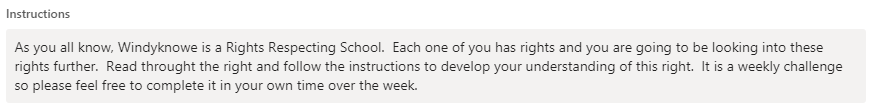 Instructions
As you all know, Windyknowe is a Rights Respecting School.  Each one of you has rights and you are going to be looking into these
rights further.  Read throught the right and follow the instructions to develop your understanding of this right.  It is a weekly challenge
so please feel free to complete it in your own time over the week.